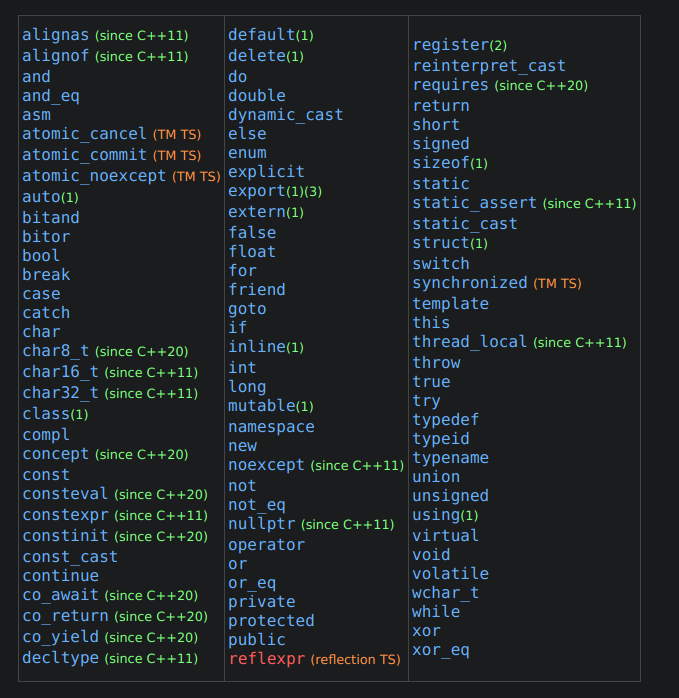 alignas (since C++11)
alignof (since C++11)
and
and_eq
asm
atomic_cancel (TM TS)
atomic_commit (TM TS)
atomic_noexcept (TM TS)
auto(1)
bitand
bitor
bool
break
case
catch
char
char8_t (since C++20)
char16_t (since C++11)
char32_t (since C++11)
class(1)
compl
concept (since C++20)
const
consteval (since C++20)
constexpr (since C++11)
constinit (since C++20)
const_cast
continue
co_await (since C++20)
co_return (since C++20)
co_yield (since C++20)
decltype (since C++11)
default(1)
delete(1)
do
double
dynamic_cast
else
enum
explicit
export(1)(3)
extern(1)
false
float
for
friend
goto
if
inline(1)
int
long
mutable(1)
namespace
new
noexcept (since C++11)
not
not_eq
nullptr (since C++11)
operator
or
or_eq
private
protected
public
reflexpr (reflection TS)
register(2)
reinterpret_cast
requires (since C++20)
return
short
signed
sizeof(1)
static
static_assert (since C++11)
static_cast
struct(1)
switch
synchronized (TM TS)
template
this
thread_local (since C++11)
throw
true
try
typedef
typeid
typename
union
unsigned
using(1)
virtual
void
volatile
wchar_t
while
xor
xor_eq